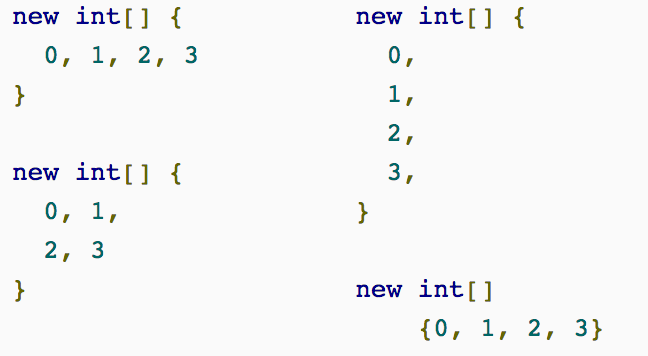 new int[] {
  0, 1, 2, 3
}
new int[] {
  0, 1,
  2, 3
}
new int[] {
  0,
  1,
  2,
  3,
}
new int[]
    {0, 1, 2, 3}